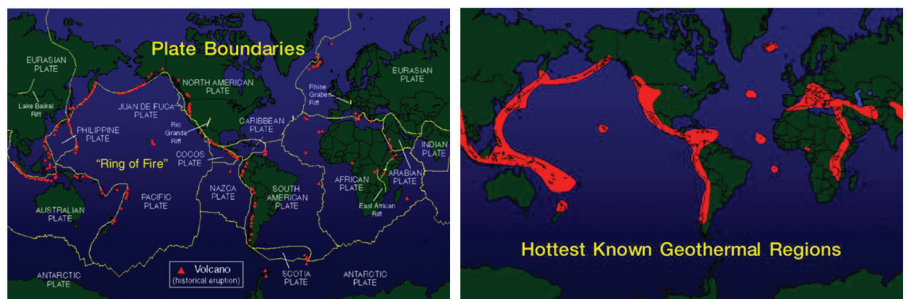 Plate Boundaries
EURASIAN
PLATE
Lake Baikal
Rift
PHILIPPINE
PLATE
"Ring of Fire"
AUSTRALIAN
PLATE
PACIFIC
PLATE
ANTARCTIC
PLATE
NORTH AMERICAN
PLATE
JUAN DE FUCA
PLATE
Rio
Grande
Rift
CARIBBEAN
PLATE
COCOS
PLATE
NAZCA
PLATE
SOUTH
AMERICAN
PLATE
SCOTIA
PLATE
Rhine
Graben
Rift
EURASIAN
PLATE
INDIAN
PLATE
ARABIAN
PLATE
AFRICAN
PLATE
East African
Rift
ANTARCTIC
PLATE
Volcano
(historical eruption)
Hottest Known Geothermal Regions